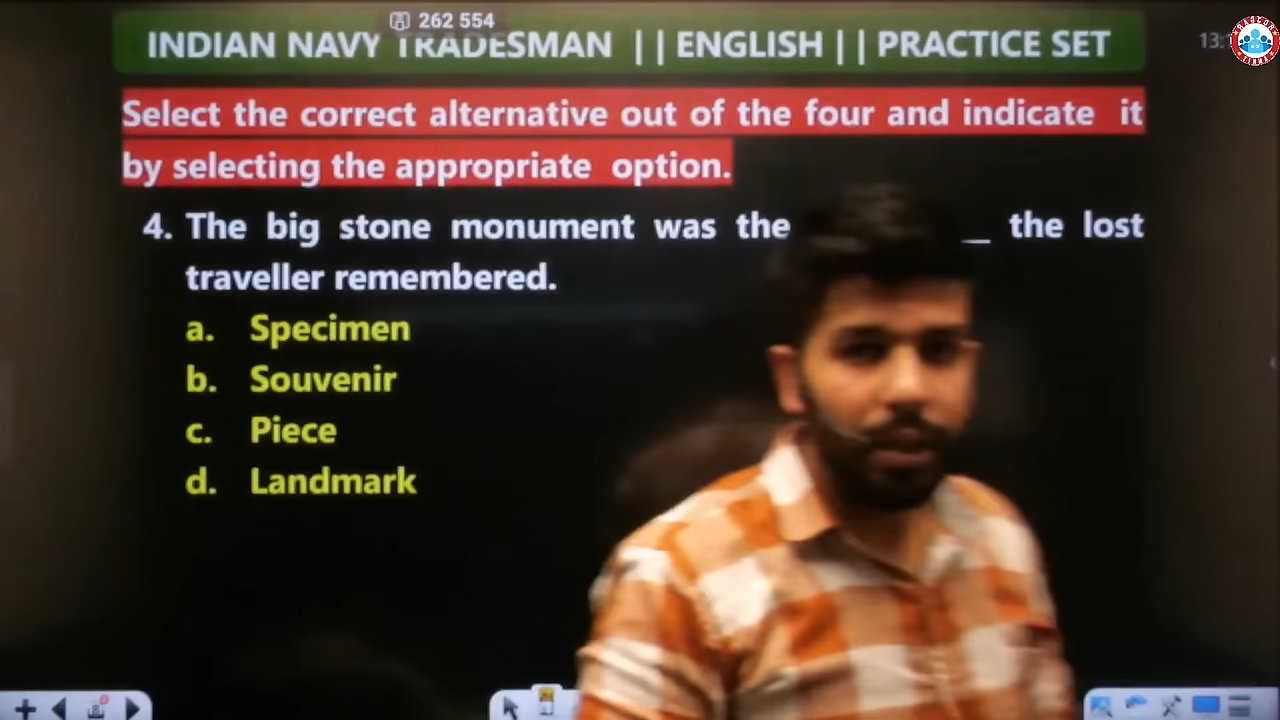 262 554
INDIAN NAVY TRADESMAN || ENGLISH || PRACTICE SET
Select the correct alternative out of the four and indicate it
by selecting the appropriate option.
4. The big stone monument was the _ the lost
traveller remembered.
a. Specimen
b. Souvenir
c. Piece
d. Landmark